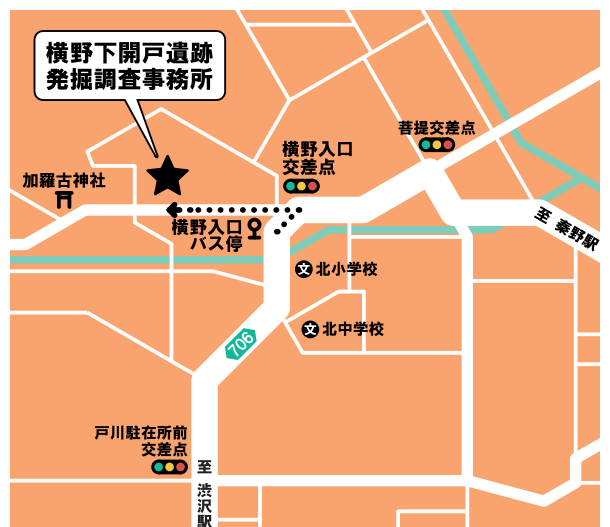 横野下開戸遺跡
発掘調査事務所
菩提交差点
横野入口
交差点
加羅古神社
横野入口
バス停
至 秦野駅
文 北小学校
文 北中学校
706
戸川駐在所前
交差点
至 渋沢駅